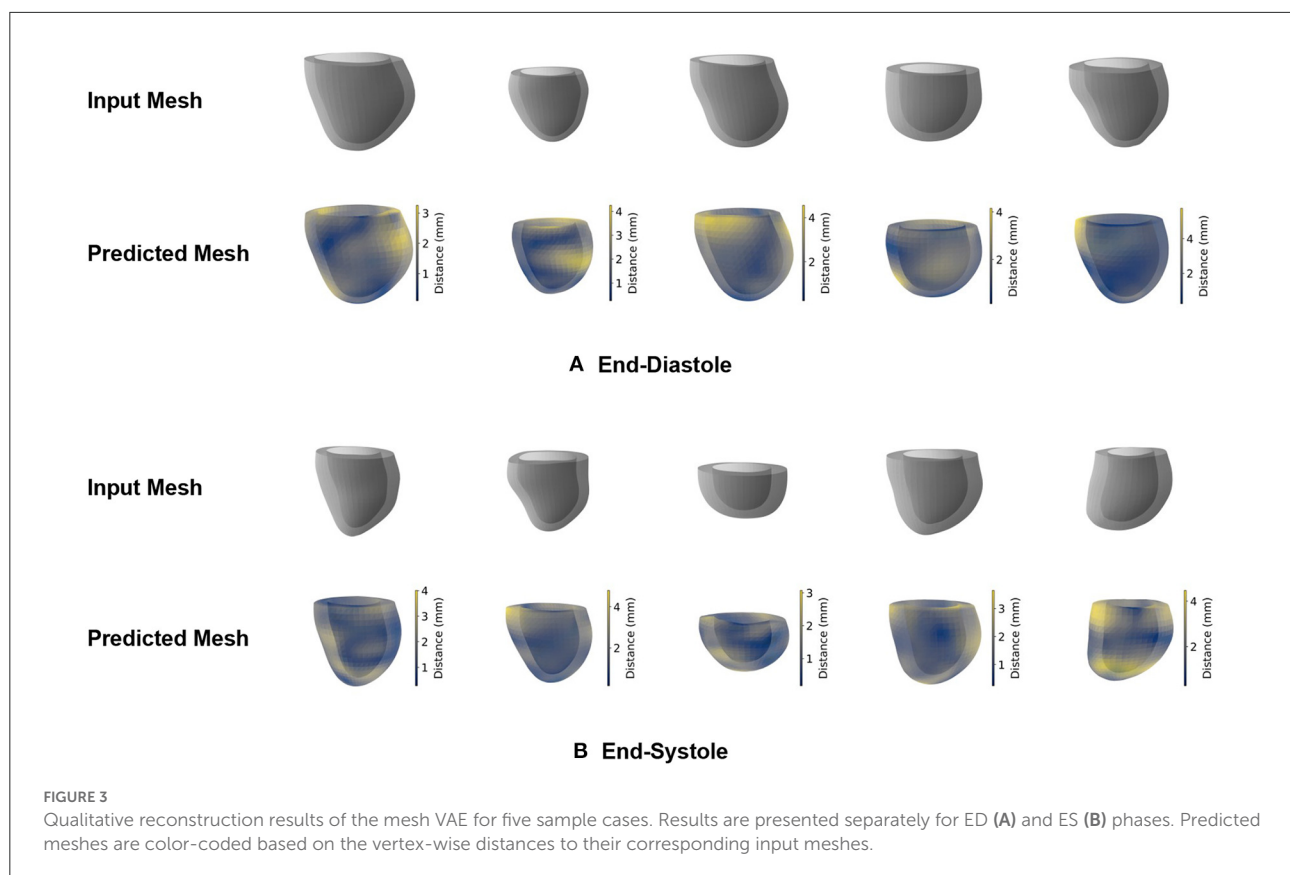 Input Mesh
Predicted Mesh
3
2
1
Distance (mm)
4
3
2
1
Distance (mm)
4
2
Distance (mm)
4
2
Distance (mm)
4
2
Distance (mm)
A End-Diastole
Input Mesh
Predicted Mesh
4
3
2
1
Distance (mm)
4
2
Distance (mm)
3
2
1
Distance (mm)
3
2
1
Distance (mm)
4
2
Distance (mm)
B End-Systole
FIGURE 3
Qualitative reconstruction results of the mesh VAE for five sample cases. Results are presented separately for ED (A) and ES (B) phases. Predicted
meshes are color-coded based on the vertex-wise distances to their corresponding input meshes.